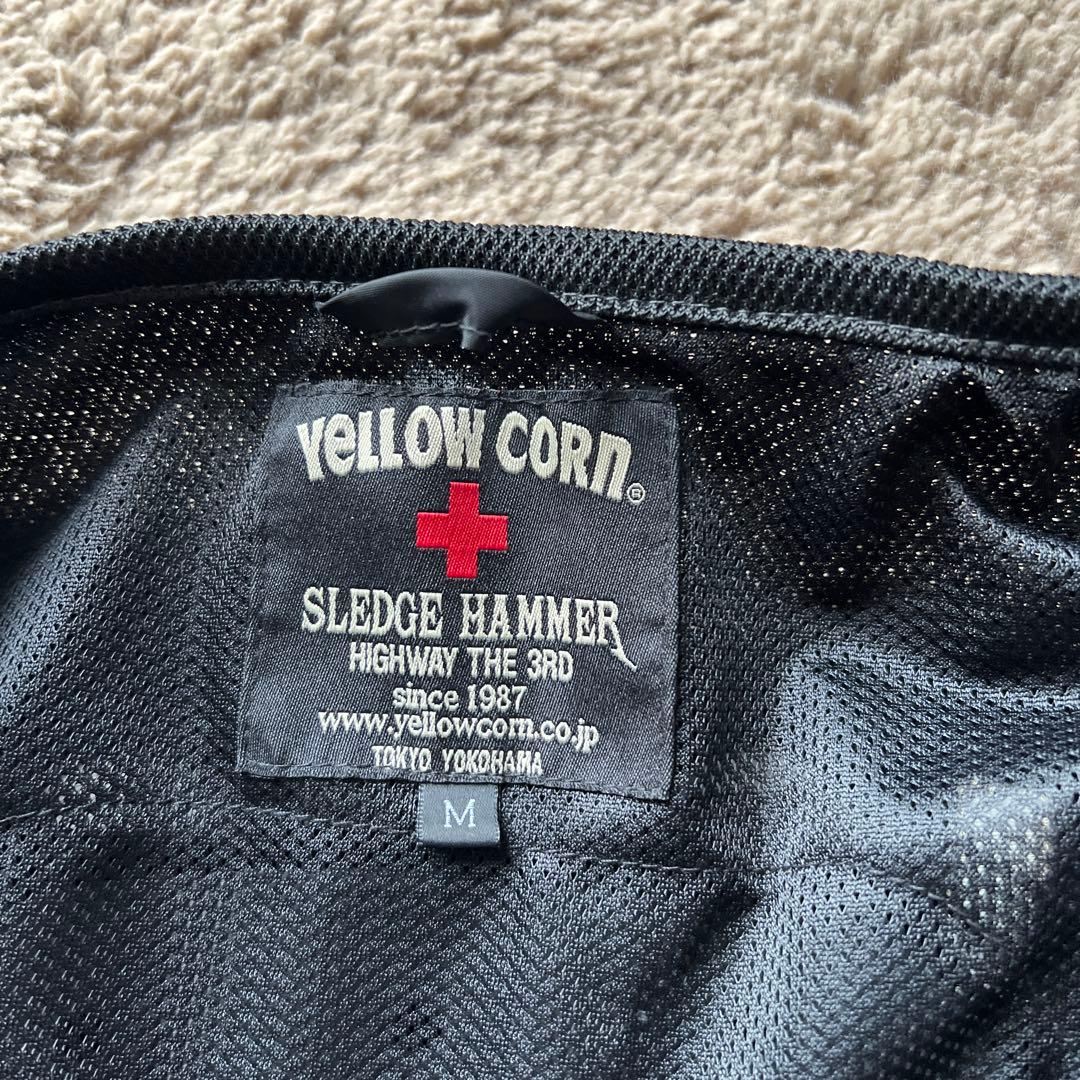 YeLLOW CORn®
SLEDGE HAMMER
HIGHWAY THE 3RD
since 1987
www.yellowcorn.co.jp
TOKYO YOKOHAMA
M